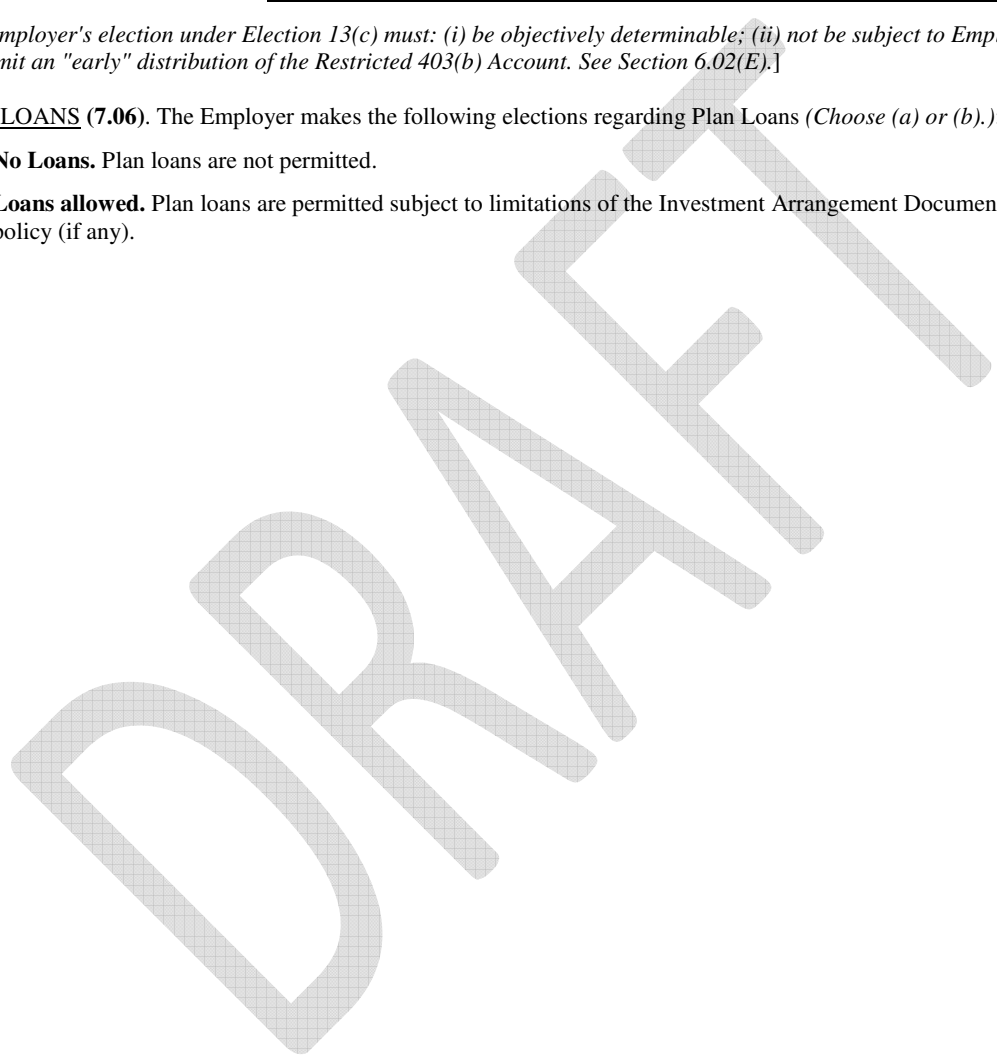 mployer's election under Election 13(c) must: (i) be objectively determinable; (ii) not be subject to Empl
mit an "early" distribution of the Restricted 403(b) Account. See Section 6.02(E).]
LOANS (7.06). The Employer makes the following elections regarding Plan Loans (Choose (a) or (b).)
No Loans. Plan loans are not permitted.
Loans allowed. Plan loans are permitted subject to limitations of the Investment Arrangement Documen
policy (if any).
DRAFT